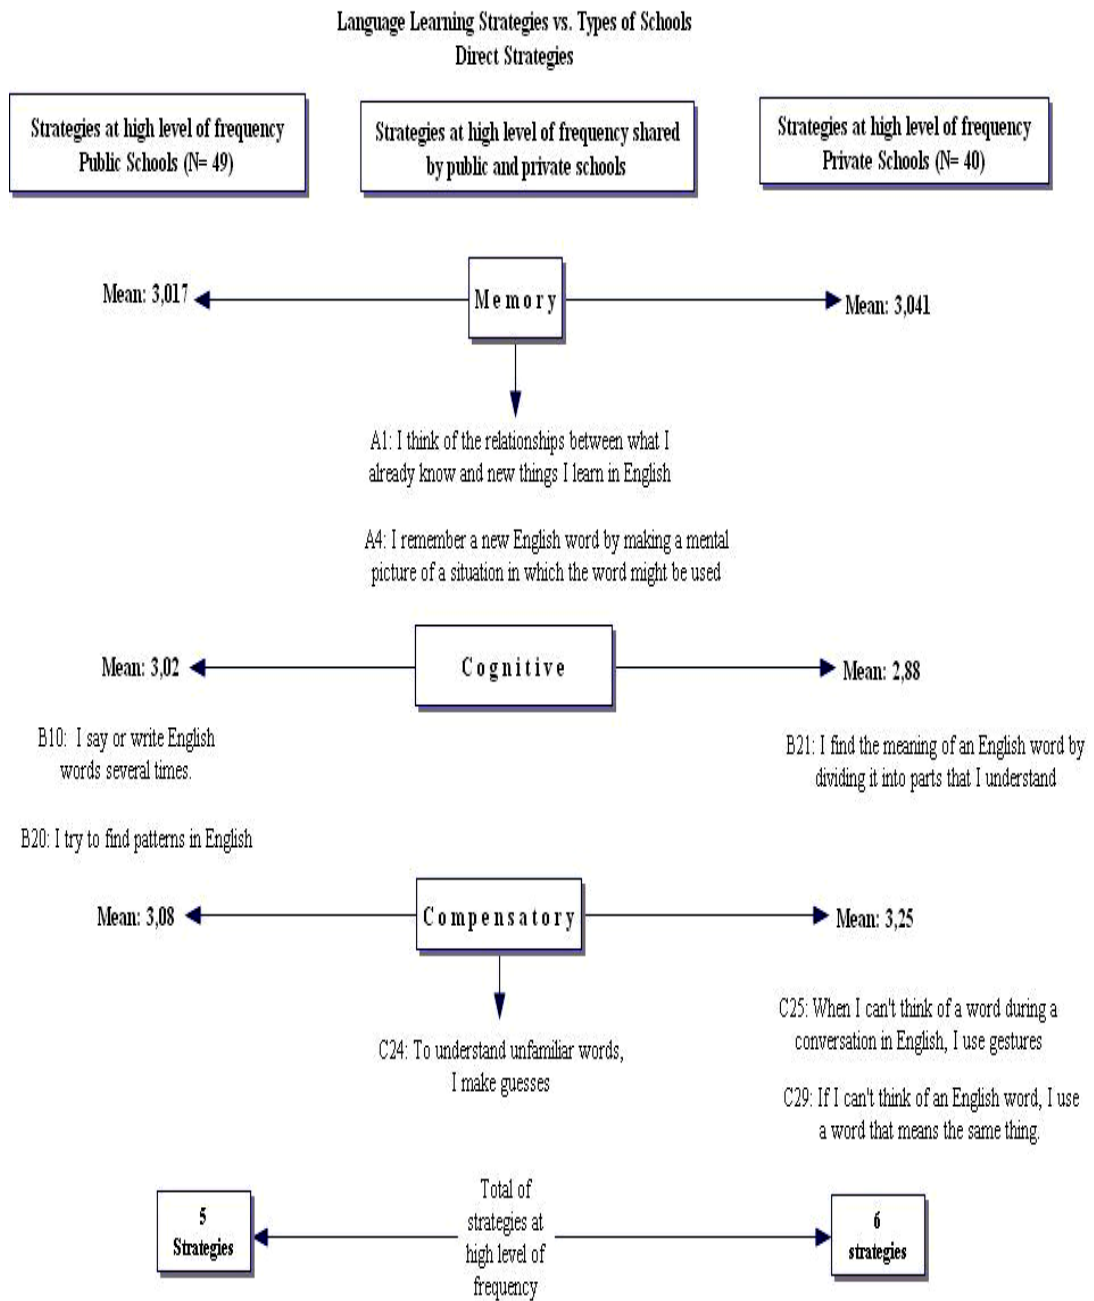 Language Learning Strategies vs. Types of Schools
Direct Strategies
Strategies at high level of frequency
Public Schools (N= 49)
Strategies at high level of frequency shared
by public and private schools
Strategies at high level of frequency
Private Schools (N= 40)
Mean: 3,017
Memory
Mean: 3,041
A1: I think of the relationships between what I
already know and new things I learn in English
A4: I remember a new English word by making a mental
picture of a situation in which the word might be used
Mean: 3,02
Cognitive
Mean: 2,88
B10: I say or write English
words several times.
B21: I find the meaning of an English word by
dividing it into parts that I understand
B20: I try to find patterns in English
Mean: 3,08
Compensatory
Mean: 3,25
C24: To understand unfamiliar words,
I make guesses
C25: When I can't think of a word during a
conversation in English, I use gestures
C29: If I can't think of an English word, I use
a word that means the same thing.
5
Strategies
Total of
strategies at
high level of
frequency
6
strategies